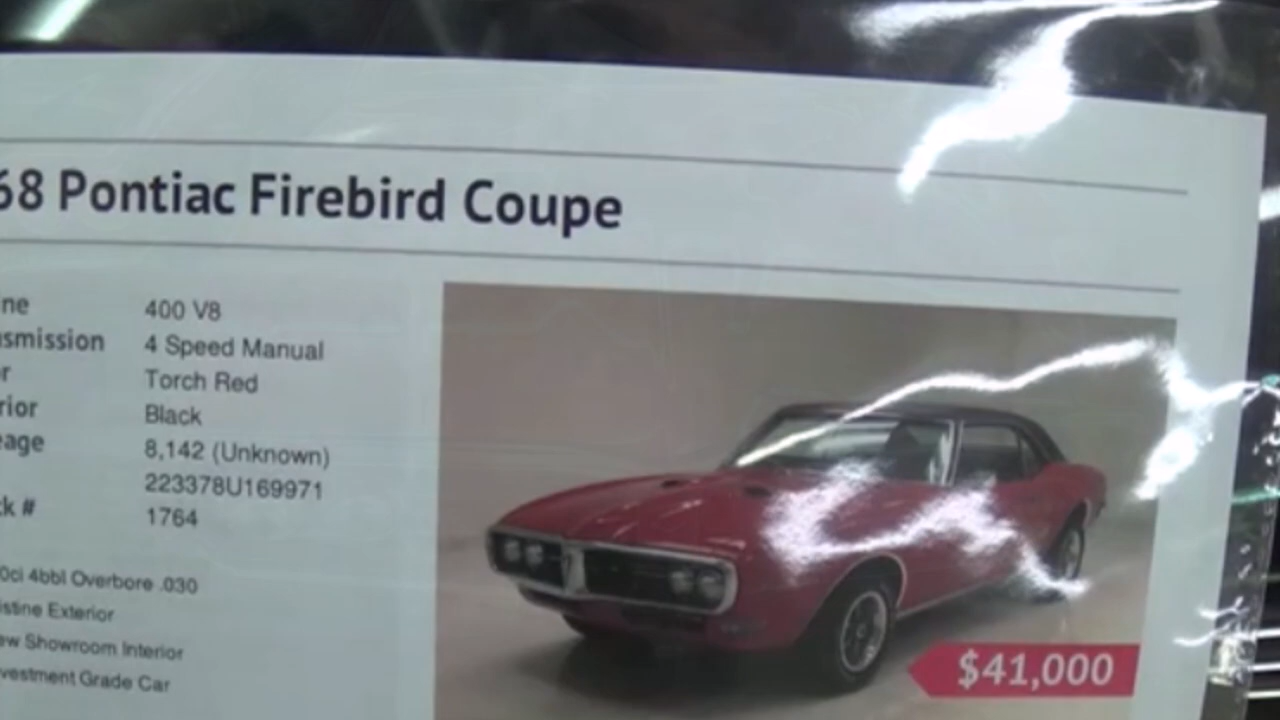 68 Pontiac Firebird Coupe
ne 400 V8
smission 4 Speed Manual
r Torch Red
rior Black
eage 8,142 (Unknown)
223378U169971
k # 1764
0ci 4bbl Overbore .030
istine Exterior
ew Showroom Interior
vestment Grade Car
$41,000